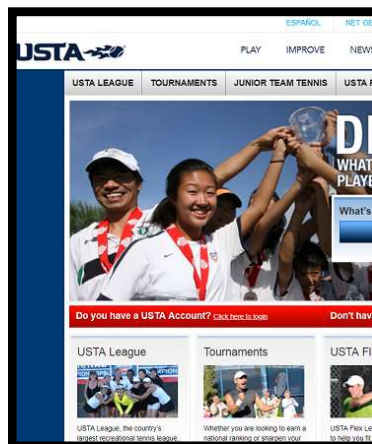 ESPAÑOL
USTA
PLAY IMPROVE NEWS
USTA LEAGUE TOURNAMENTS JUNIOR TEAM TENNIS USTA
WHAT
PLAYE
What's
Do you have a USTA Account? Click here to login Don't hav
USTA League Tournaments USTA Fl
USTA League, the country's Whether you are looking to earn a USTA Flex Le
largest recreational tennis league, national ranking or sharpen your to help you fi